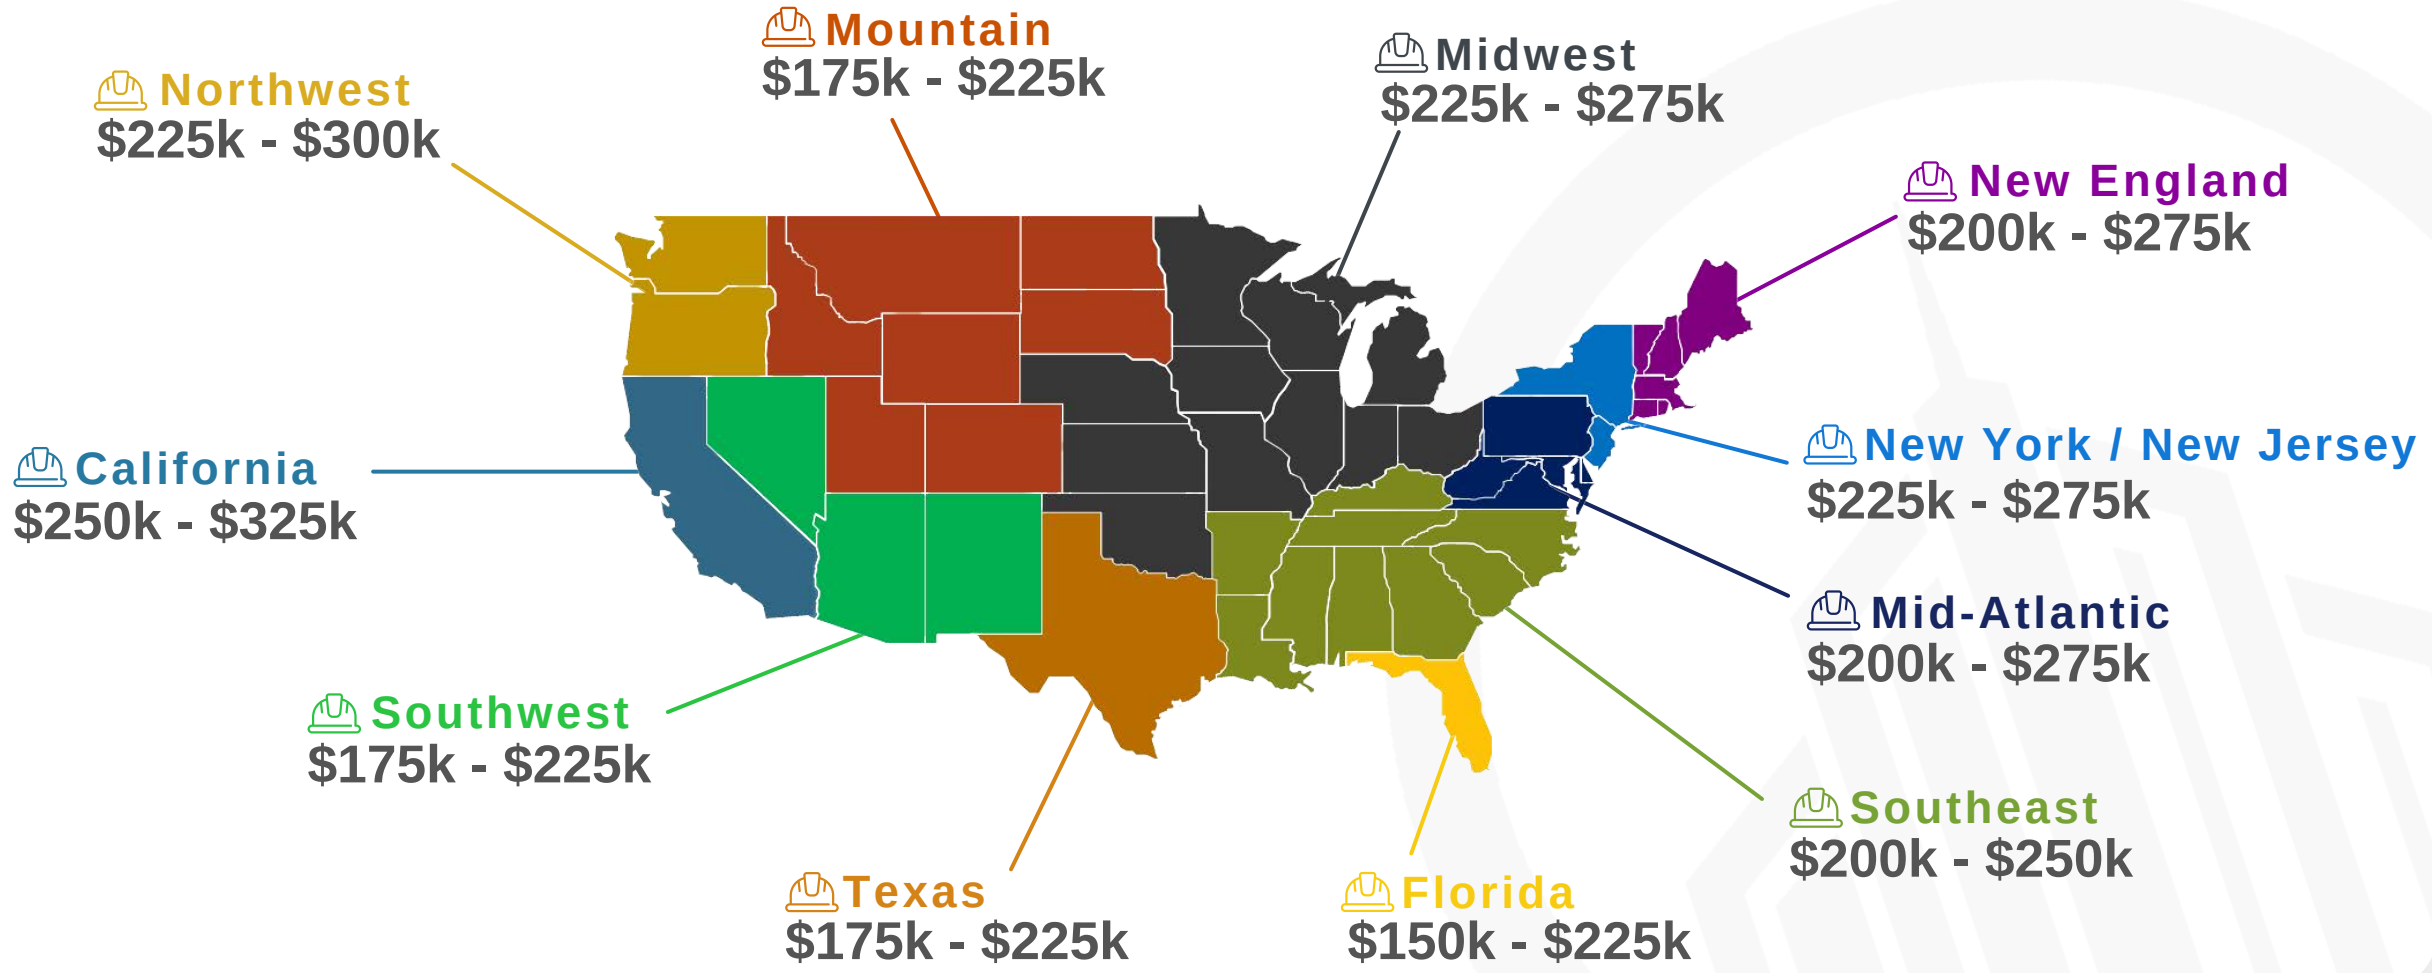 Mountain
$175k - $225k
Midwest
$225k - $275k
Northwest
$225k - $300k
New England
$200k - $275k
California
$250k - $325k
New York / New Jersey
$225k - $275k
Mid-Atlantic
$200k - $275k
Southwest
$175k - $225k
Southeast
$200k - $250k
Texas
$175k - $225k
Florida
$150k - $225k